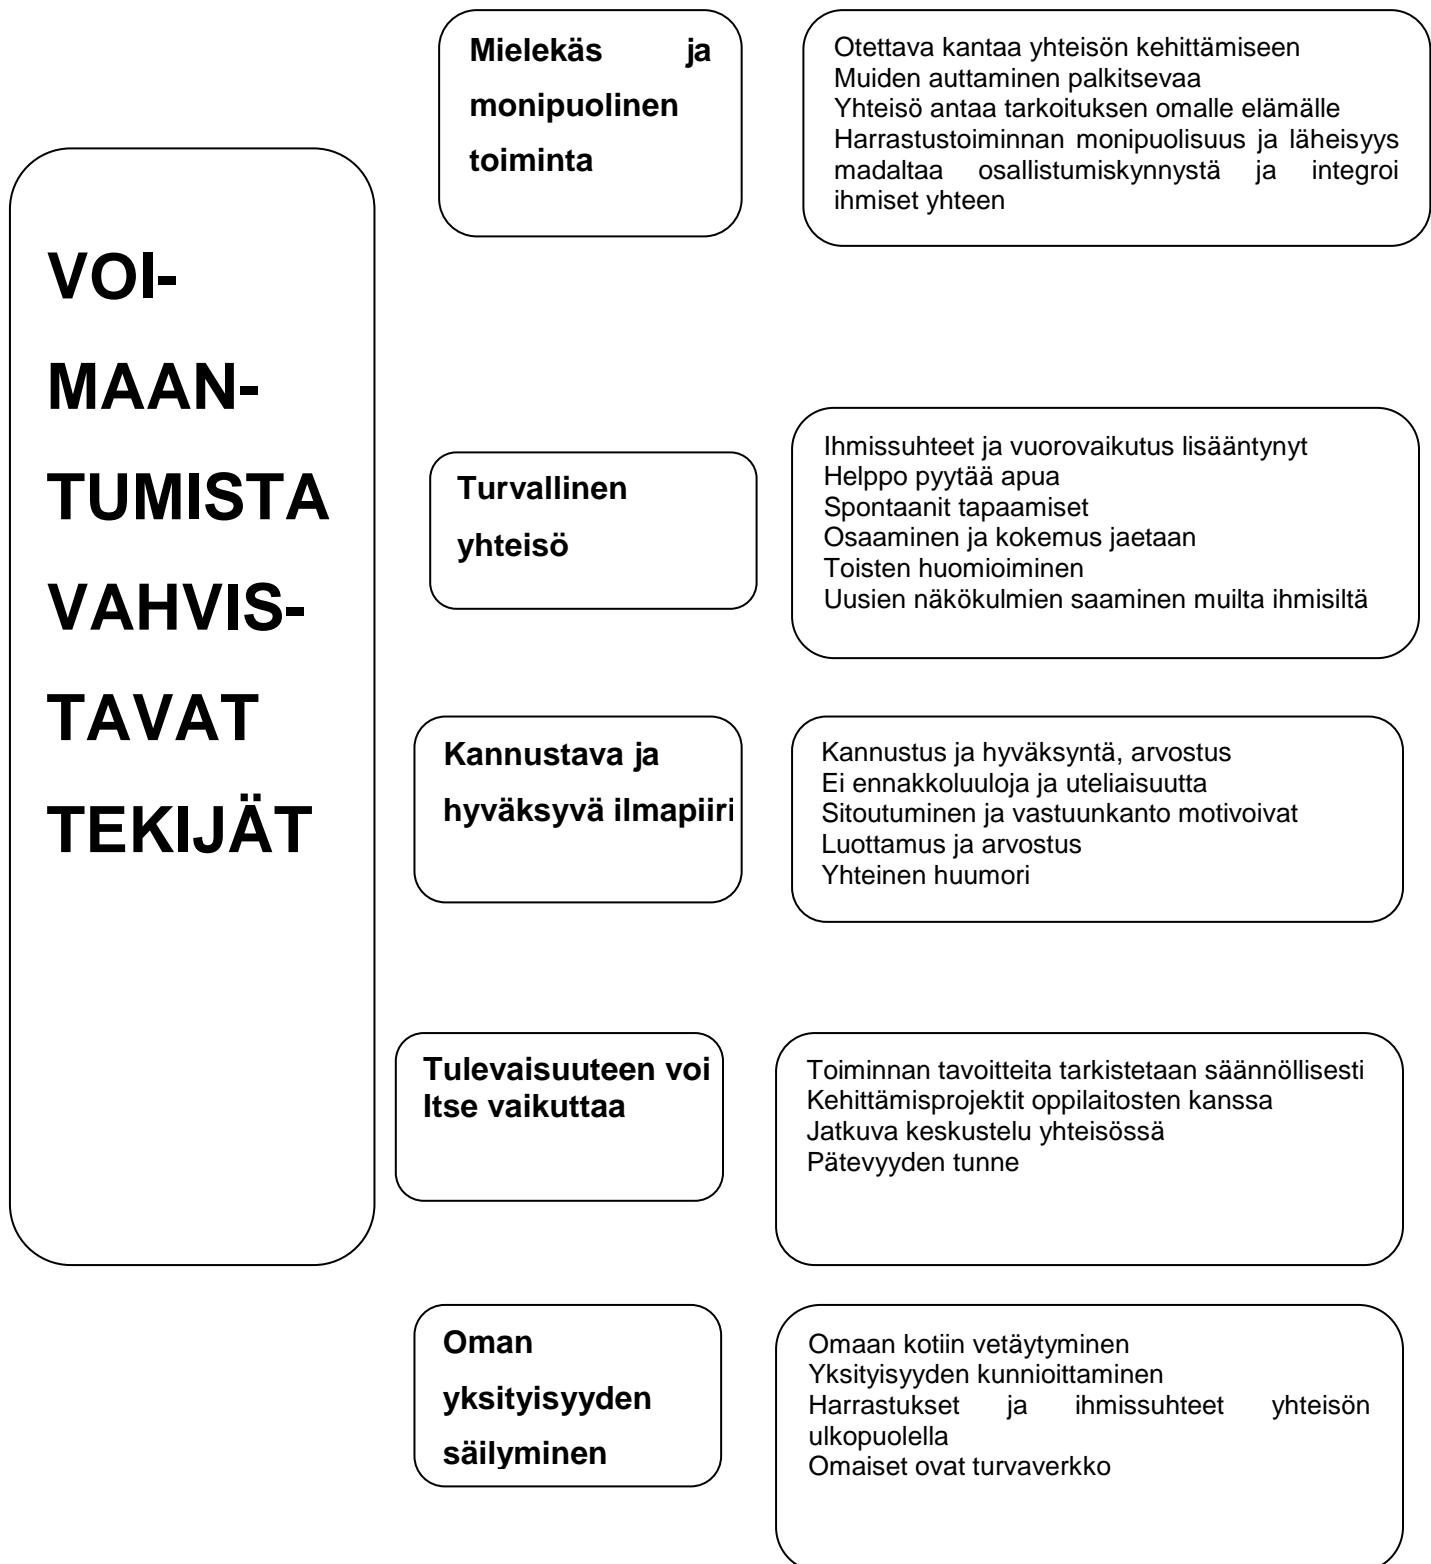 VOI-
MAAN-
TUMISTA
VAHVIS-
TAVAT
TEKIJÄT
Mielekäs ja
monipuolinen
toiminta
Otettava kantaa yhteisön kehittämiseen
Muiden auttaminen palkitsevaa
Yhteisö antaa tarkoituksen omalle elämälle
Harrastustoiminnan monipuolisuus ja läheisyys
madaltaa osallistumiskynnystä ja integroi
ihmiset yhteen
Turvallinen
yhteisö
Ihmissuhteet ja vuorovaikutus lisääntynyt
Helppo pyytää apua
Spontaanit tapaamiset
Osaaminen ja kokemus jaetaan
Toisten huomioiminen
Uusien näkökulmien saaminen muilta ihmisiltä
Kannustava ja
hyväksyvä ilmapiiri
Kannustus ja hyväksyntä, arvostus
Ei ennakkoluuloja ja uteliaisuutta
Sitoutuminen ja vastuunkanto motivoivat
Luottamus ja arvostus
Yhteinen huumori
Tulevaisuuteen voi
Itse vaikuttaa
Toiminnan tavoitteita tarkistetaan säännöllisesti
Kehittämisprojektit oppilaitosten kanssa
Jatkuva keskustelu yhteisössä
Pätevyyden tunne
Oman
yksityisyyden
säilyminen
Omaan kotiin vetäytyminen
Yksityisyyden kunnioittaminen
Harrastukset ja ihmissuhteet yhteisön
ulkopuolella
Omaiset ovat turvaverkko